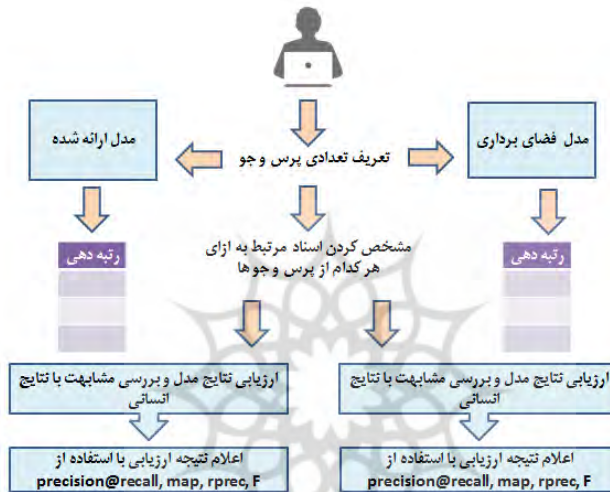 مدل فضای برداری
تعریف تعدادی پرس و جو
مدل ارائه شده
مشخص کردن اسناد مرتبط به ازای
هر کدام از پرس و جو ها
رتبه دهی
رتبه دهی
ارزیابی نتایج مدل و بررسی مشابهت با نتایج
انسانی
ارزیابی نتایج مدل و بررسی مشابهت با نتایج
انسانی
اعلام نتیجه ارزیابی با استفاده از
precision@recall, map, rprec, F
اعلام نتیجه ارزیابی با استفاده از
precision@recall, map, rprec, F